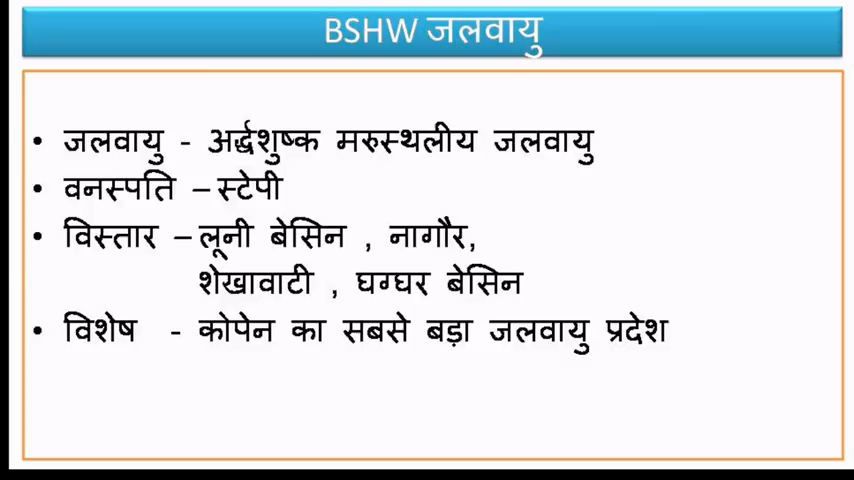 BSHW जलवायु
• जलवायु - अर्द्धशुष्क मरुस्थलीय जलवायु
• वनस्पति – स्टेपी
• विस्तार – लूनी बेसिन , नागौर,
शेखावाटी , घग्घर बेसिन
• विशेष - कोपेन का सबसे बड़ा जलवायु प्रदेश